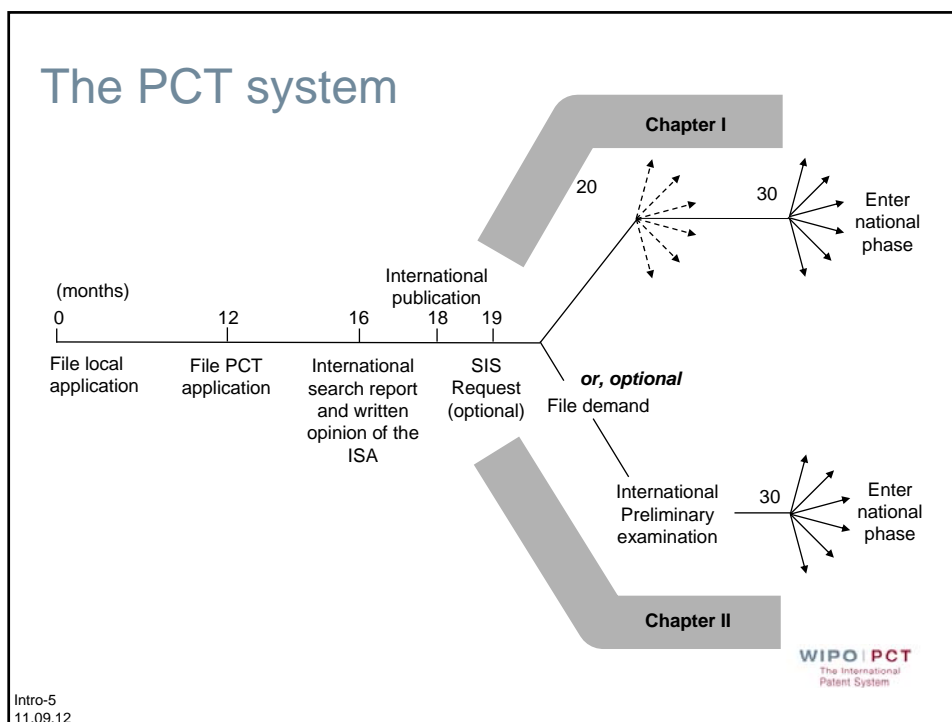 The PCT system
Chapter I
20
30
Enter
national
phase
International
publication
(months)
0
12
16
18
19
File local
application
File PCT
application
International
search report
and written
opinion of the
ISA
SIS
Request
(optional)
or, optional
File demand
International
Preliminary
examination
30
Enter
national
phase
Chapter II
WIPO | PCT
The International
Patent System
Intro-5
11.09.12